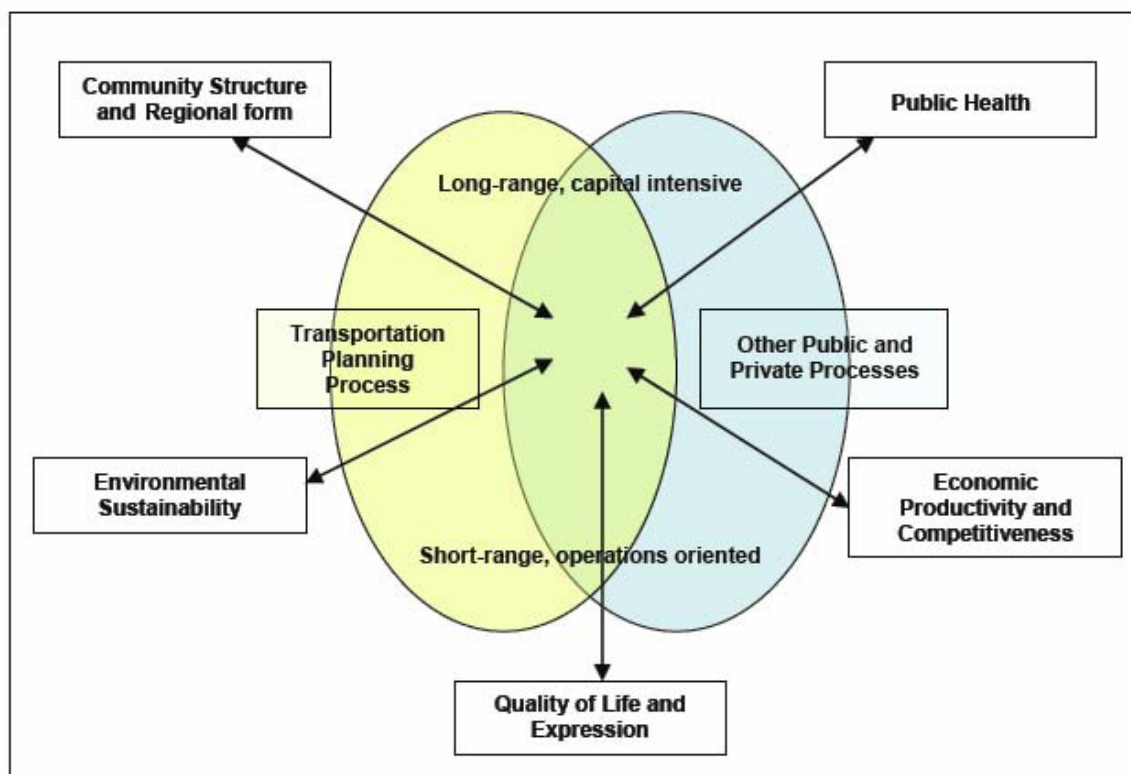 Community Structure
and Regional form
Public Health
Long-range, capital intensive
Transportation
Planning
Process
Other Public and
Private Processes
Environmental
Sustainability
Economic
Productivity and
Competitiveness
Short-range, operations oriented
Quality of Life and
Expression